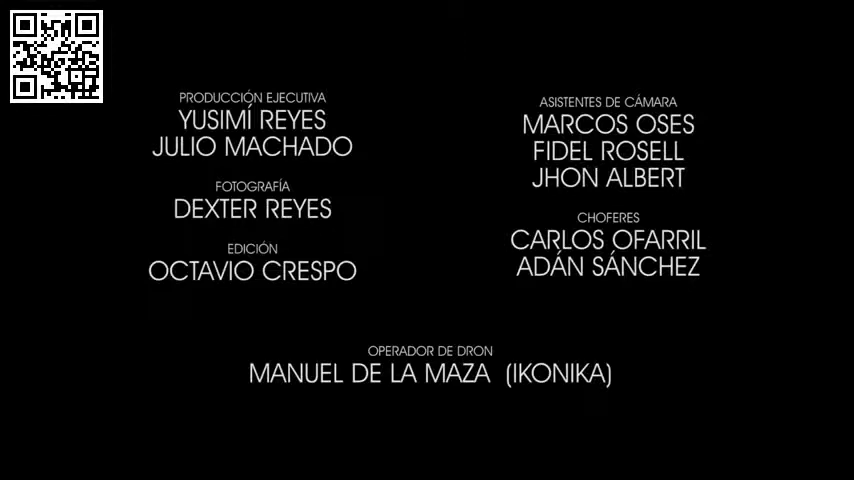 PRODUCCIÓN EJECUTIVA
YUSIMÍ REYES
JULIO MACHADO
FOTOGRAFÍA
DEXTER REYES
EDICIÓN
OCTAVIO CRESPO
ASISTENTES DE CÁMARA
MARCOS OSES
FIDEL ROSELL
JHON ALBERT
CHOFERES
CARLOS OFARRIL
ADÁN SÁNCHEZ
OPERADOR DE DRON
MANUEL DE LA MAZA (IKONIKA)